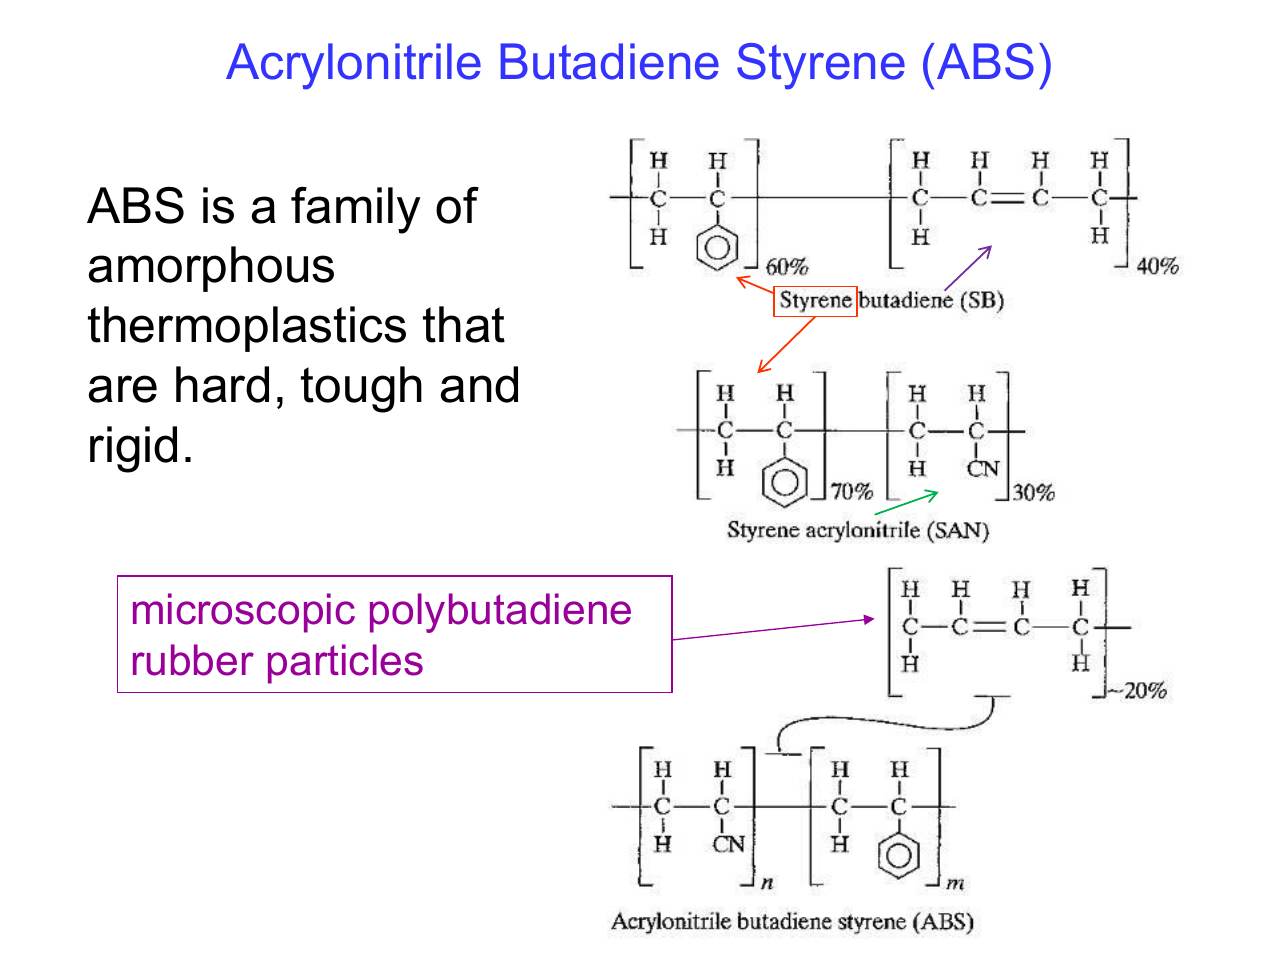 Acrylonitrile Butadiene Styrene (ABS)
ABS is a family of
amorphous
thermoplastics that
are hard, tough and
rigid.
H H H H H H
C C C C C C
H H H
60% 40%
Styrene butadiene (SB)
H H H H
C C C C
H H CN
70% 30%
Styrene acrylonitrile (SAN)
microscopic polybutadiene
rubber particles
H H H H
C C C C
H H
~20%
H H H H
C C C C
H CN H
n m
Acrylonitrile butadiene styrene (ABS)